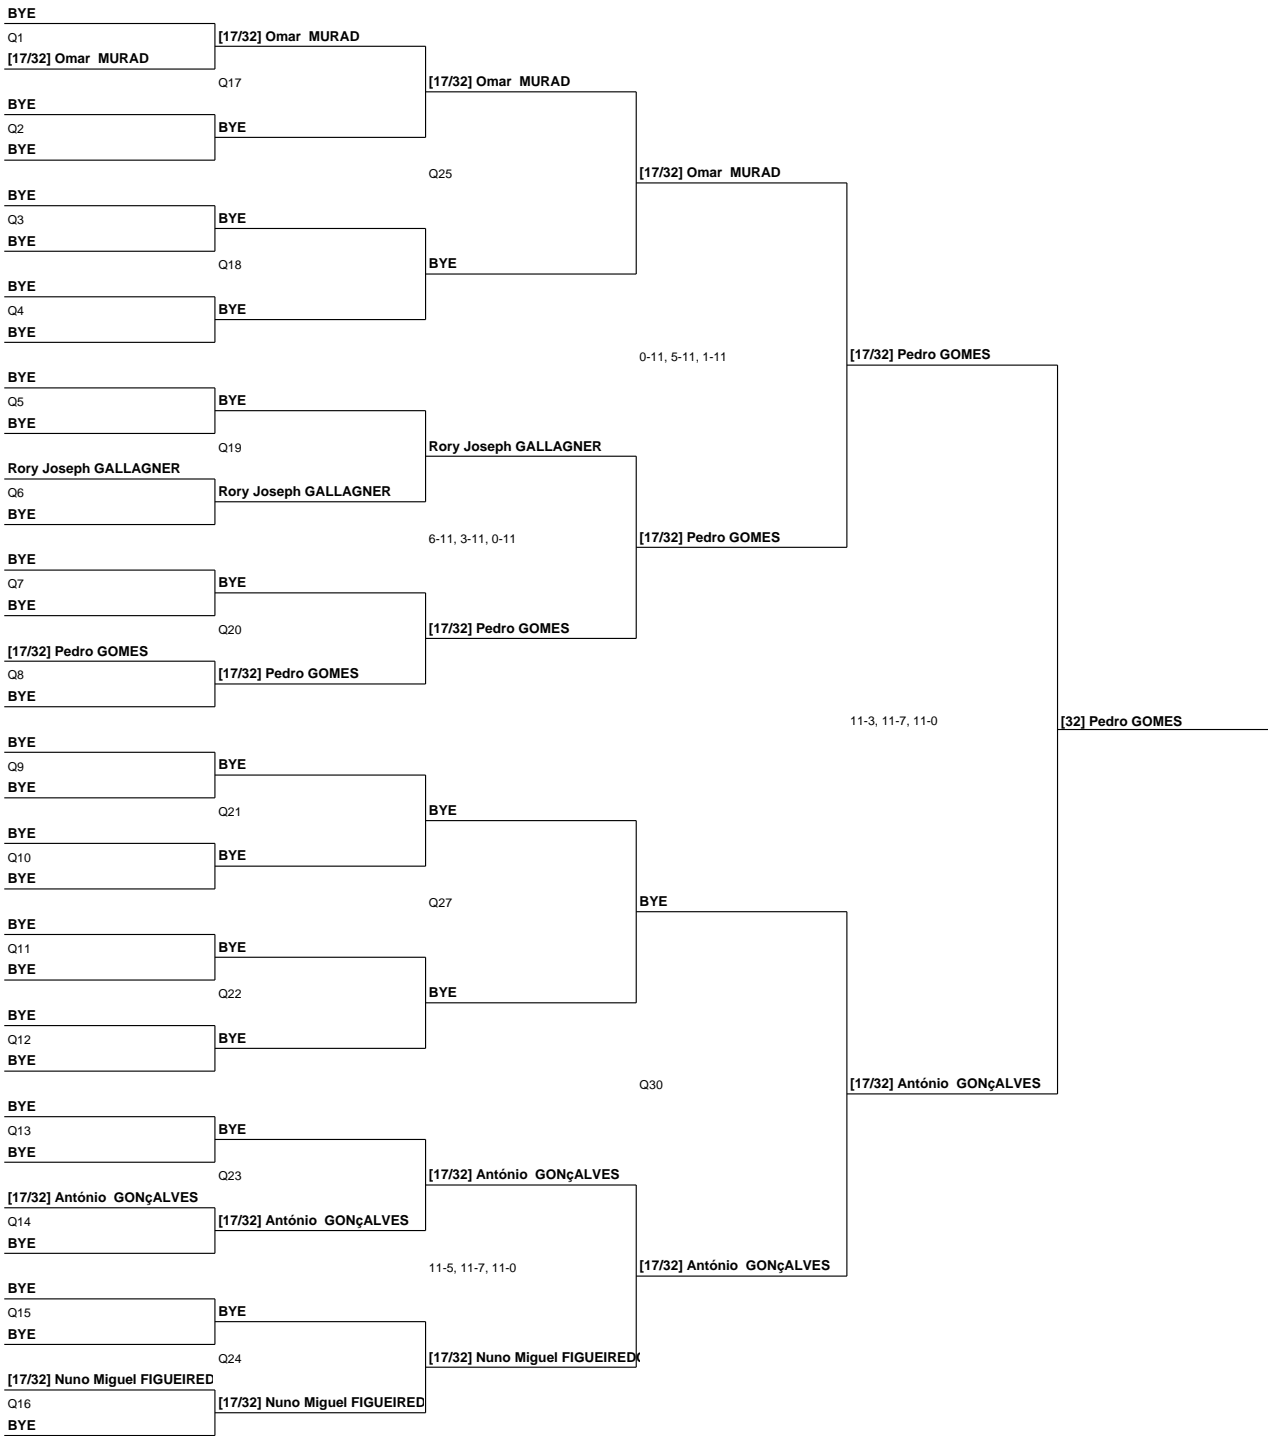 BYE
Q1
[17/32] Omar MURAD
[17/32] Omar MURAD
Q17
[17/32] Omar MURAD
BYE
Q2
BYE
BYE
Q25
[17/32] Omar MURAD
BYE
Q3
BYE
BYE
Q18
BYE
BYE
Q4
BYE
BYE
0-11, 5-11, 1-11
[17/32] Pedro GOMES
BYE
Q5
BYE
BYE
Q19
Rory Joseph GALLAGNER
Rory Joseph GALLAGNER
Q6
BYE
Rory Joseph GALLAGNER
6-11, 3-11, 0-11
[17/32] Pedro GOMES
BYE
Q7
BYE
BYE
Q20
[17/32] Pedro GOMES
[17/32] Pedro GOMES
Q8
BYE
[17/32] Pedro GOMES
11-3, 11-7, 11-0
[32] Pedro GOMES
BYE
Q9
BYE
BYE
Q21
BYE
BYE
Q10
BYE
BYE
Q27
BYE
BYE
Q11
BYE
BYE
Q22
BYE
BYE
Q12
BYE
BYE
Q30
[17/32] António GONçALVES
BYE
Q13
BYE
BYE
Q23
[17/32] António GONçALVES
[17/32] António GONçALVES
Q14
BYE
[17/32] António GONçALVES
11-5, 11-7, 11-0
[17/32] António GONçALVES
BYE
Q15
BYE
BYE
Q24
[17/32] Nuno Miguel FIGUEIREDO
[17/32] Nuno Miguel FIGUEIRED
Q16
BYE
[17/32] Nuno Miguel FIGUEIRED